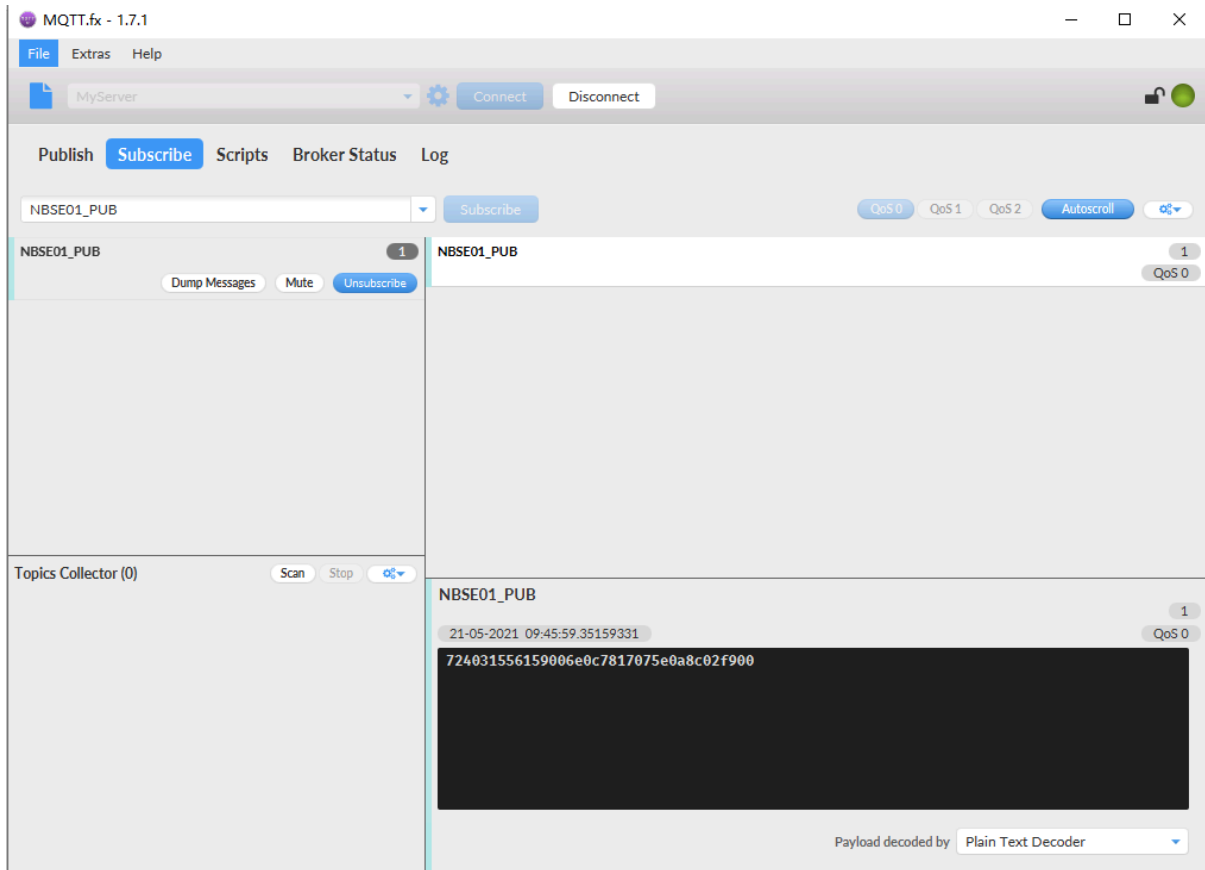 MQTT.fx - 1.7.1
File Extras Help
MyServer Connect Disconnect
Publish Subscribe Scripts Broker Status Log
NBSE01_PUB Subscribe QoS 0 QoS 1 QoS 2 Autoscroll
NBSE01_PUB 1
Dump Messages Mute Unsubscribe
NBSE01_PUB 1
QoS 0
Topics Collector (0) Scan Stop
NBSE01_PUB
1
21-05-2021 09:45:59.35159331 QoS 0
724031556159006e0c7817075e0a8c02f900
Payload decoded by Plain Text Decoder